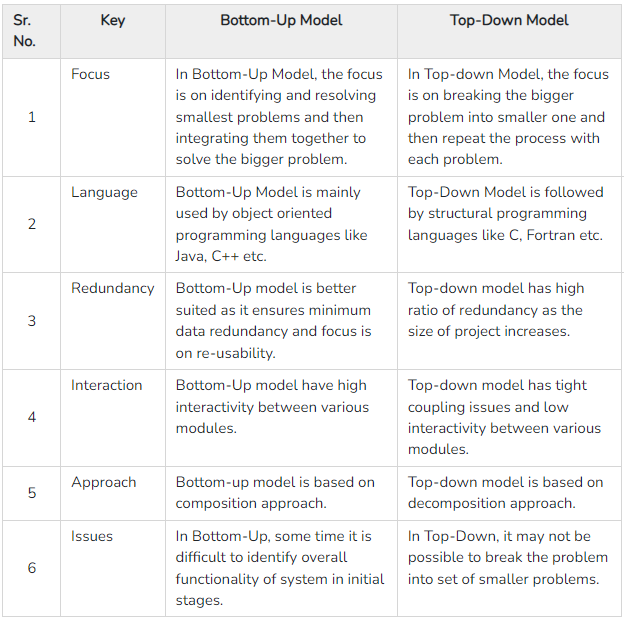 Sr. No.
Key
Bottom-Up Model
Top-Down Model
1
Focus
In Bottom-Up Model, the focus
is on identifying and resolving
smallest problems and then
integrating them together to
solve the bigger problem.
In Top-down Model, the focus
is on breaking the bigger
problem into smaller one and
then repeat the process with
each problem.
2
Language
Bottom-Up Model is mainly
used by object oriented
programming languages like
Java, C++ etc.
Top-Down Model is followed
by structural programming
languages like C, Fortran etc.
3
Redundancy
Bottom-Up model is better
suited as it ensures minimum
data redundancy and focus is
on re-usability.
Top-down model has high
ratio of redundancy as the
size of project increases.
4
Interaction
Bottom-Up model have high
interactivity between various
modules.
Top-down model has tight
coupling issues and low
interactivity between various
modules.
5
Approach
Bottom-up model is based on
composition approach.
Top-down model is based on
decomposition approach.
6
Issues
In Bottom-Up, some time it is
difficult to identify overall
functionality of system in initial
stages.
In Top-Down, it may not be
possible to break the problem
into set of smaller problems.